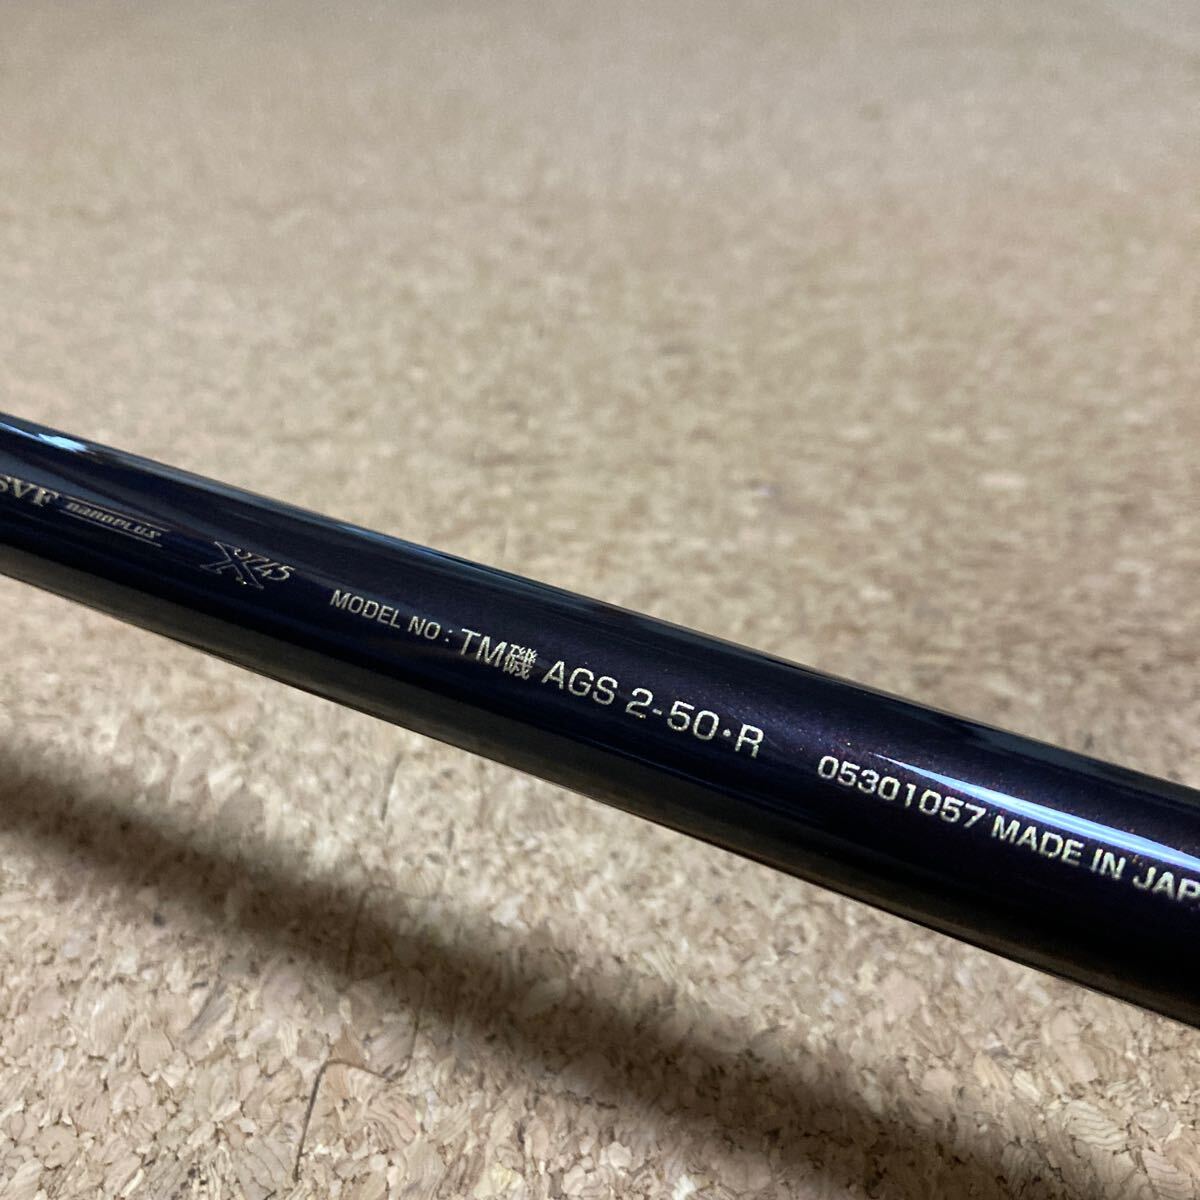 SVF nanoPLUS X45 MODEL NO : TM磯 AGS 2-50・R 05301057 MADE IN JAP